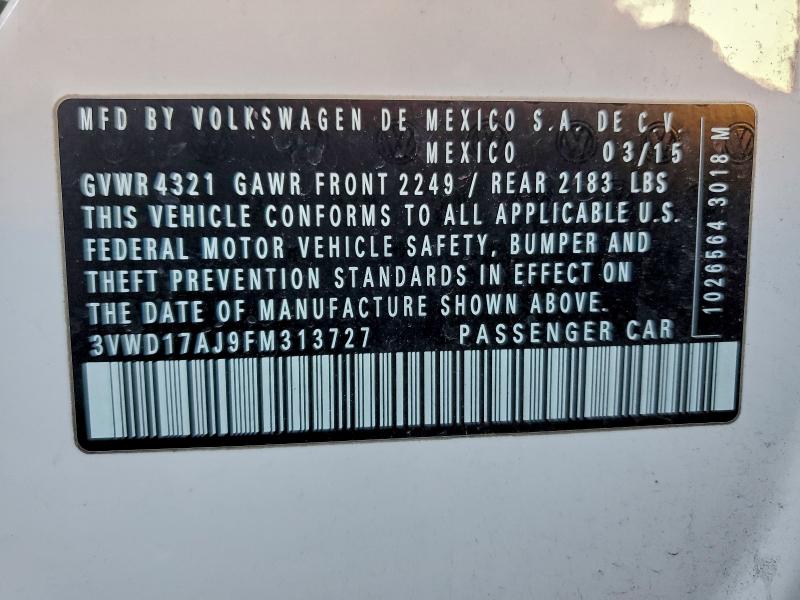 MFD BY VOLKSWAGEN DE MEXICO S.A. DE C.V.
MEXICO 03/15
GVWR 4321 GAWR FRONT 2249 / REAR 2183 LBS
THIS VEHICLE CONFORMS TO ALL APPLICABLE U.S.
FEDERAL MOTOR VEHICLE SAFETY, BUMPER AND
THEFT PREVENTION STANDARDS IN EFFECT ON
THE DATE OF MANUFACTURE SHOWN ABOVE.
3VWD17AJ9FM313727 PASSENGER CAR
1026564 3018 M